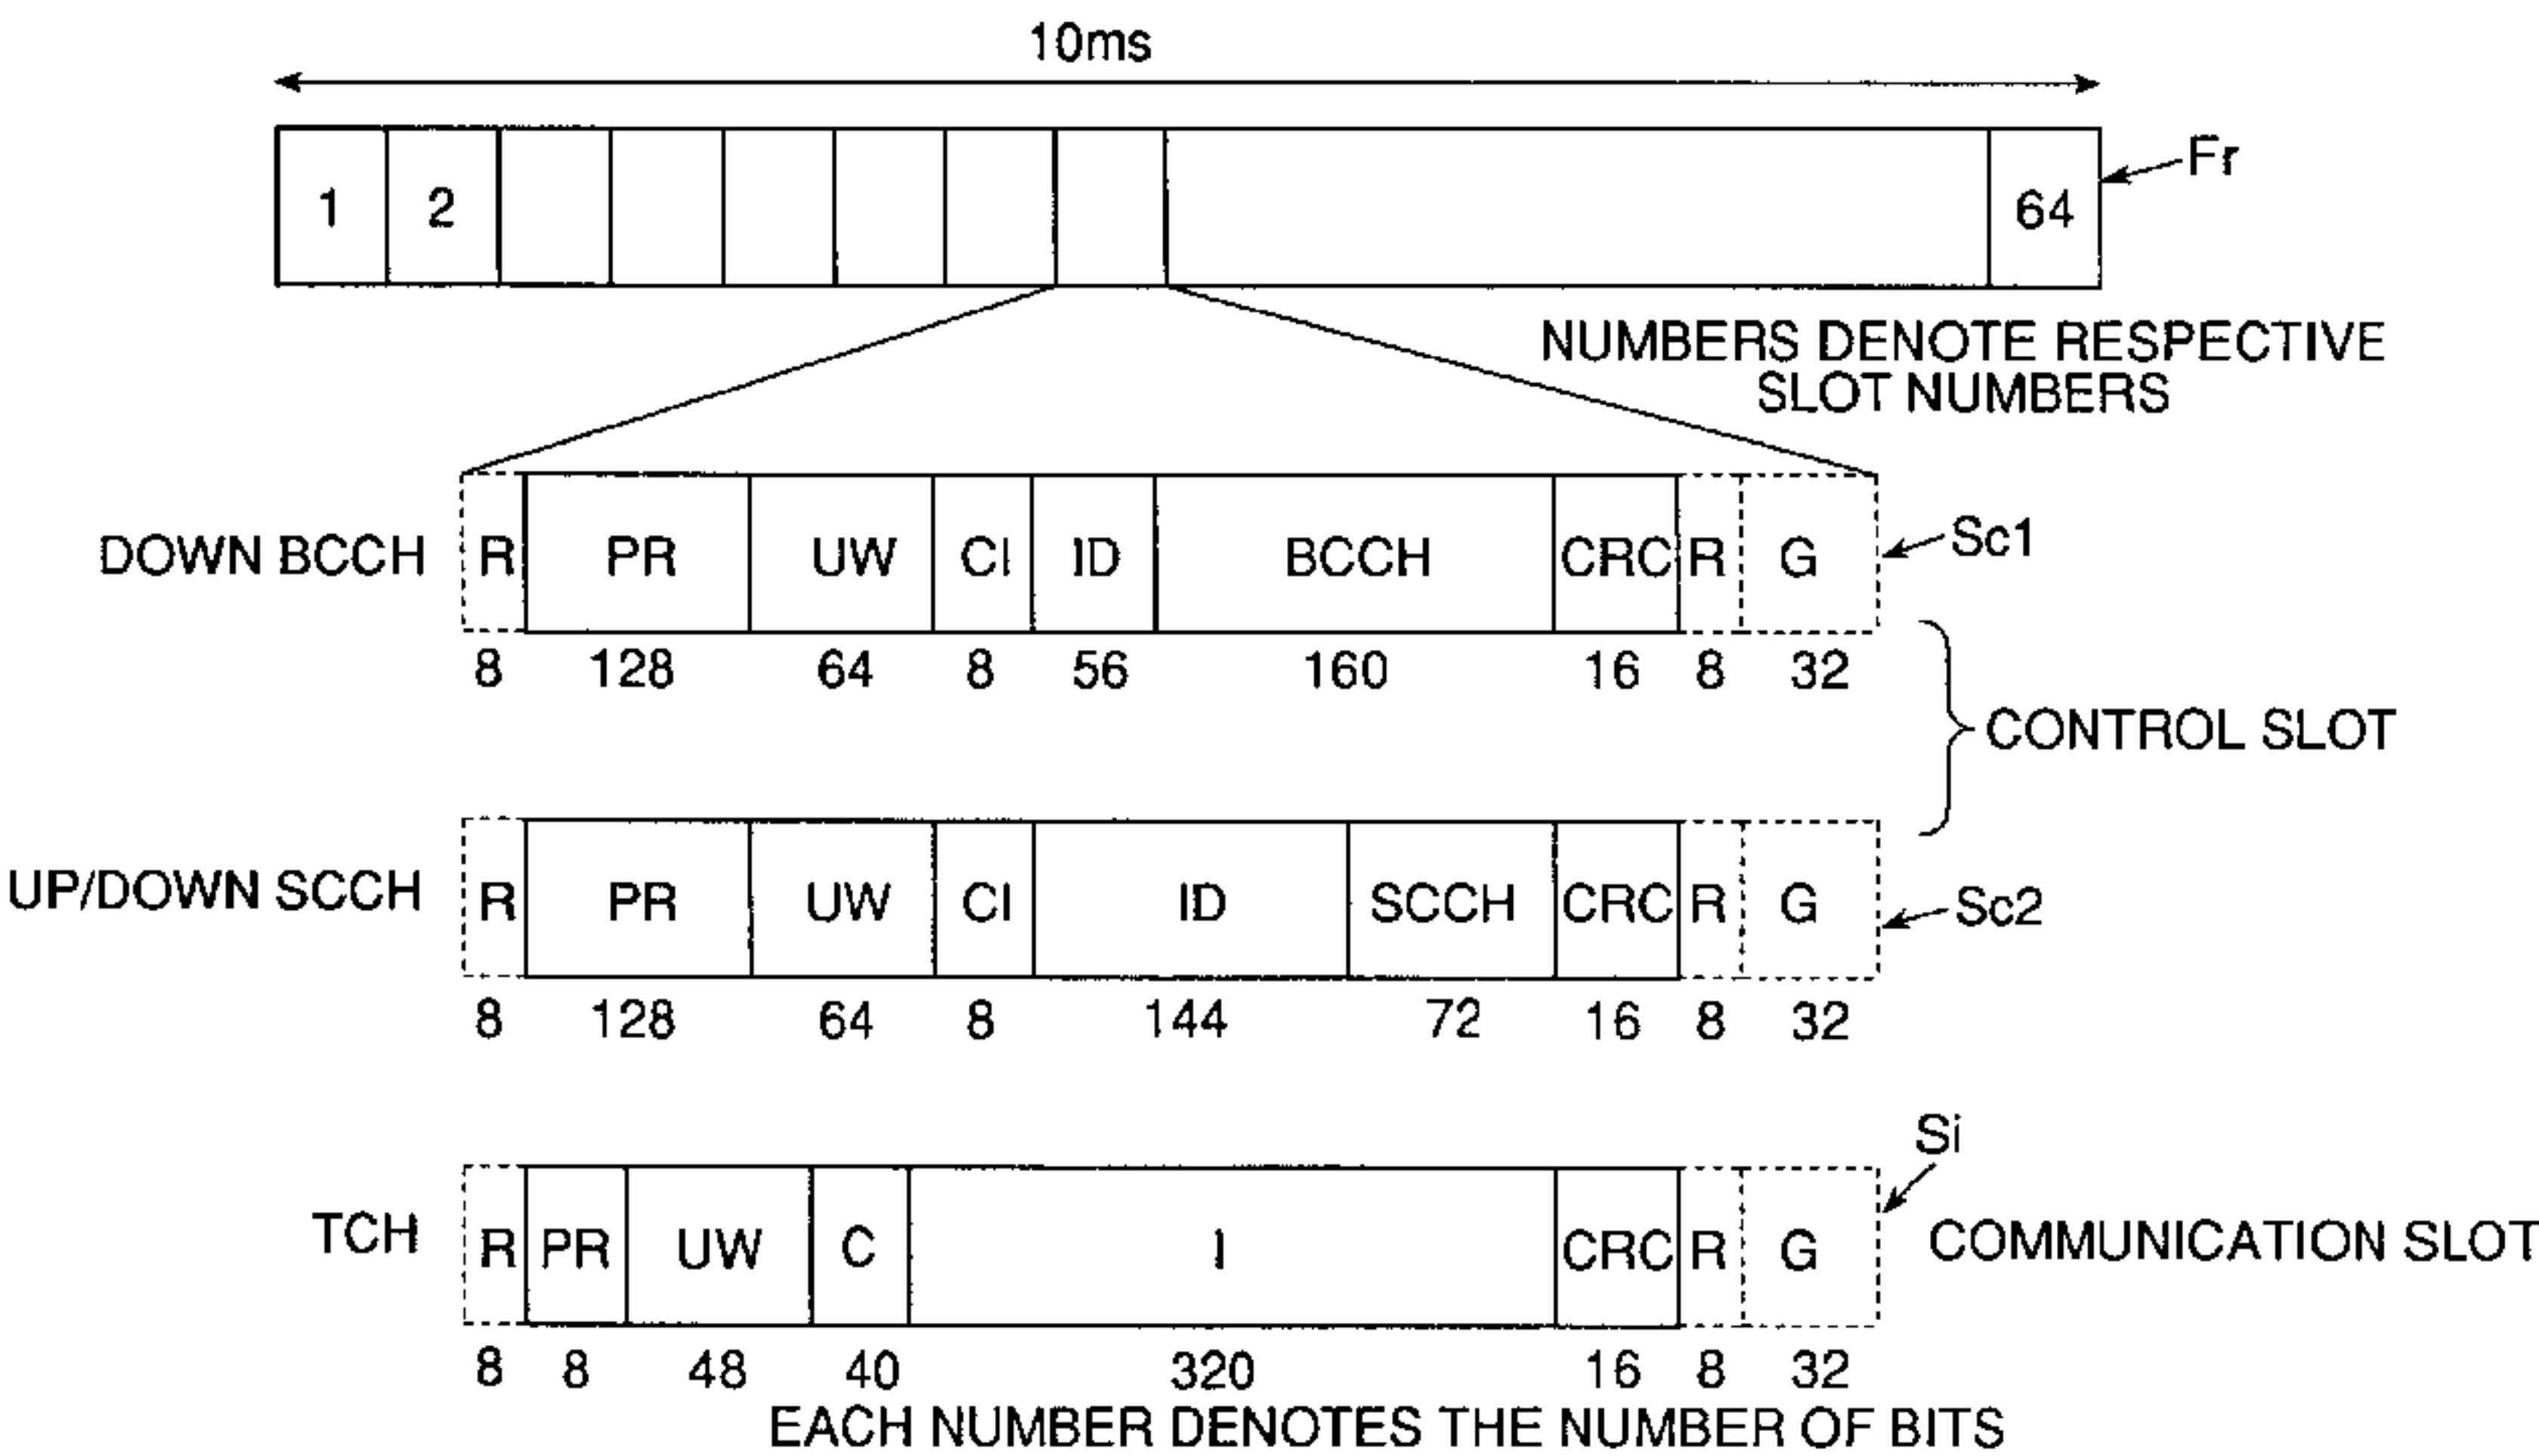 10ms
1 2 64
Fr
NUMBERS DENOTE RESPECTIVE
SLOT NUMBERS
DOWN BCCH R PR UW CI ID BCCH CRC R G Sc1
8 128 64 8 56 160 16 8 32
CONTROL SLOT
UP/DOWN SCCH R PR UW CI ID SCCH CRC R G Sc2
8 128 64 8 144 72 16 8 32
Si
TCH R PR UW C I CRC R G COMMUNICATION SLOT
8 8 48 40 320 16 8 32
EACH NUMBER DENOTES THE NUMBER OF BITS